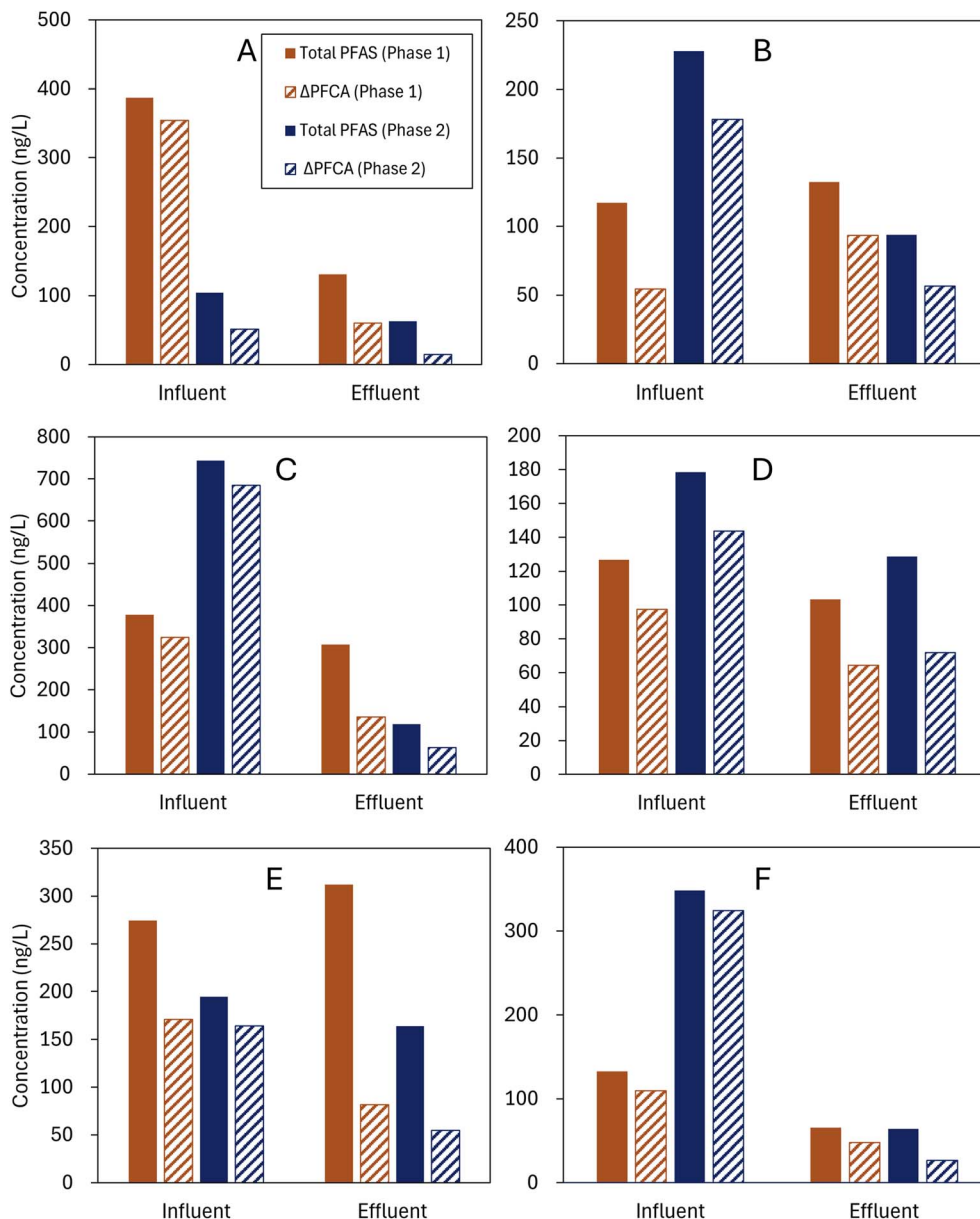 A
Total PFAS (Phase 1)
ΔPFCA (Phase 1)
Total PFAS (Phase 2)
ΔPFCA (Phase 2)
Concentration (ng/L)
500
400
300
200
100
0
Influent Effluent
B
250
200
150
100
50
0
Influent Effluent
C
Concentration (ng/L)
800
700
600
500
400
300
200
100
0
Influent Effluent
D
200
180
160
140
120
100
80
60
40
20
0
Influent Effluent
E
Concentration (ng/L)
350
300
250
200
150
100
50
0
Influent Effluent
F
400
300
200
100
0
Influent Effluent